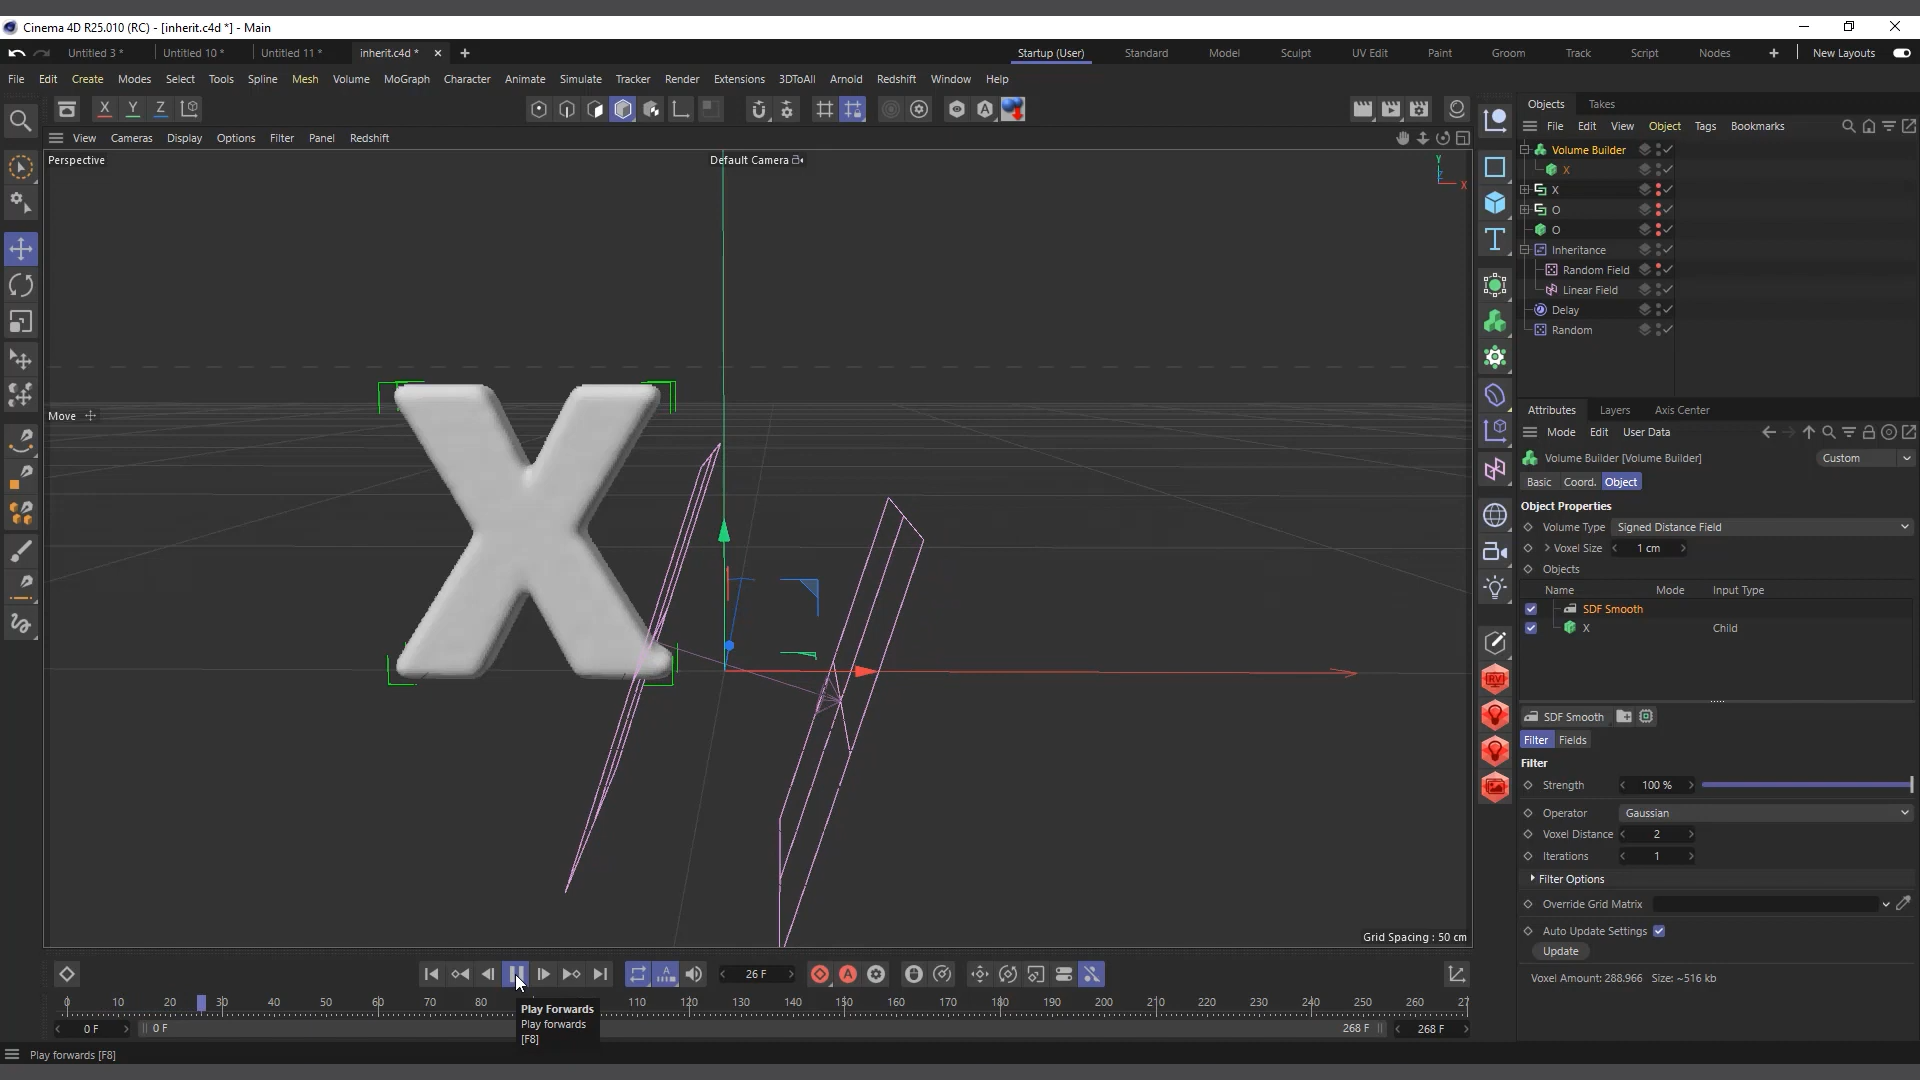 Cinema 4D R25.010 (RC) - [inherit.c4d *] - Main
Untitled 3 *
Untitled 10 *
Untitled 11 *
inherit.c4d *
Startup (User)
Standard
Model
Sculpt
UV Edit
Paint
Groom
Track
Script
Nodes
New Layouts
File Edit Create Modes Select Tools Spline Mesh Volume MoGraph Character Animate Simulate Tracker Render Extensions 3DToAll Arnold Redshift Window Help
X Y Z
View Cameras Display Options Filter Panel Redshift
Perspective
Default Camera
Y
Z
X
Move
X
Grid Spacing : 50 cm
Objects Takes
File Edit View Object Tags Bookmarks
Volume Builder
X
X
O
O
Inheritance
Random Field
Linear Field
Delay
Random
Attributes Layers Axis Center
Mode Edit User Data
Volume Builder [Volume Builder]
Custom
Basic Coord. Object
Object Properties
Volume Type Signed Distance Field
Voxel Size 1 cm
Objects
Name Mode Input Type
SDF Smooth
X Child
SDF Smooth
Filter Fields
Filter
Strength 100 %
Operator Gaussian
Voxel Distance 2
Iterations 1
Filter Options
Override Grid Matrix
Auto Update Settings
Update
Voxel Amount: 288.966 Size: ~516 kb
26 F
0 10 20 30 40 50 60 70 80 110 120 130 140 150 160 170 180 190 200 210 220 230 240 250 260 27
0 F
0 F
268 F
268 F
Play Forwards
Play forwards
[F8]
Play forwards [F8]